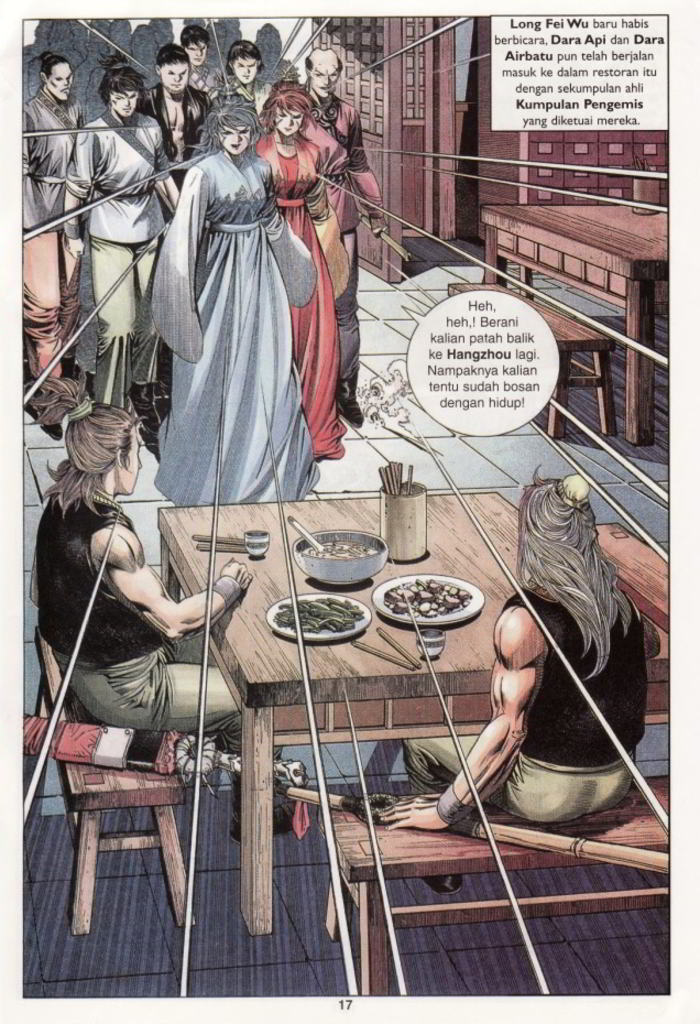 Long Fei Wu baru habis
berbicara, Dara Api dan Dara
Airbatu pun telah berjalan
masuk ke dalam restoran itu
dengan sekumpulan ahli
Kumpulan Pengemis
yang diketuai mereka.
Heh,
heh,! Berani
kalian patah balik
ke Hangzhou lagi.
Nampaknya kalian
tentu sudah bosan
dengan hidup!
17